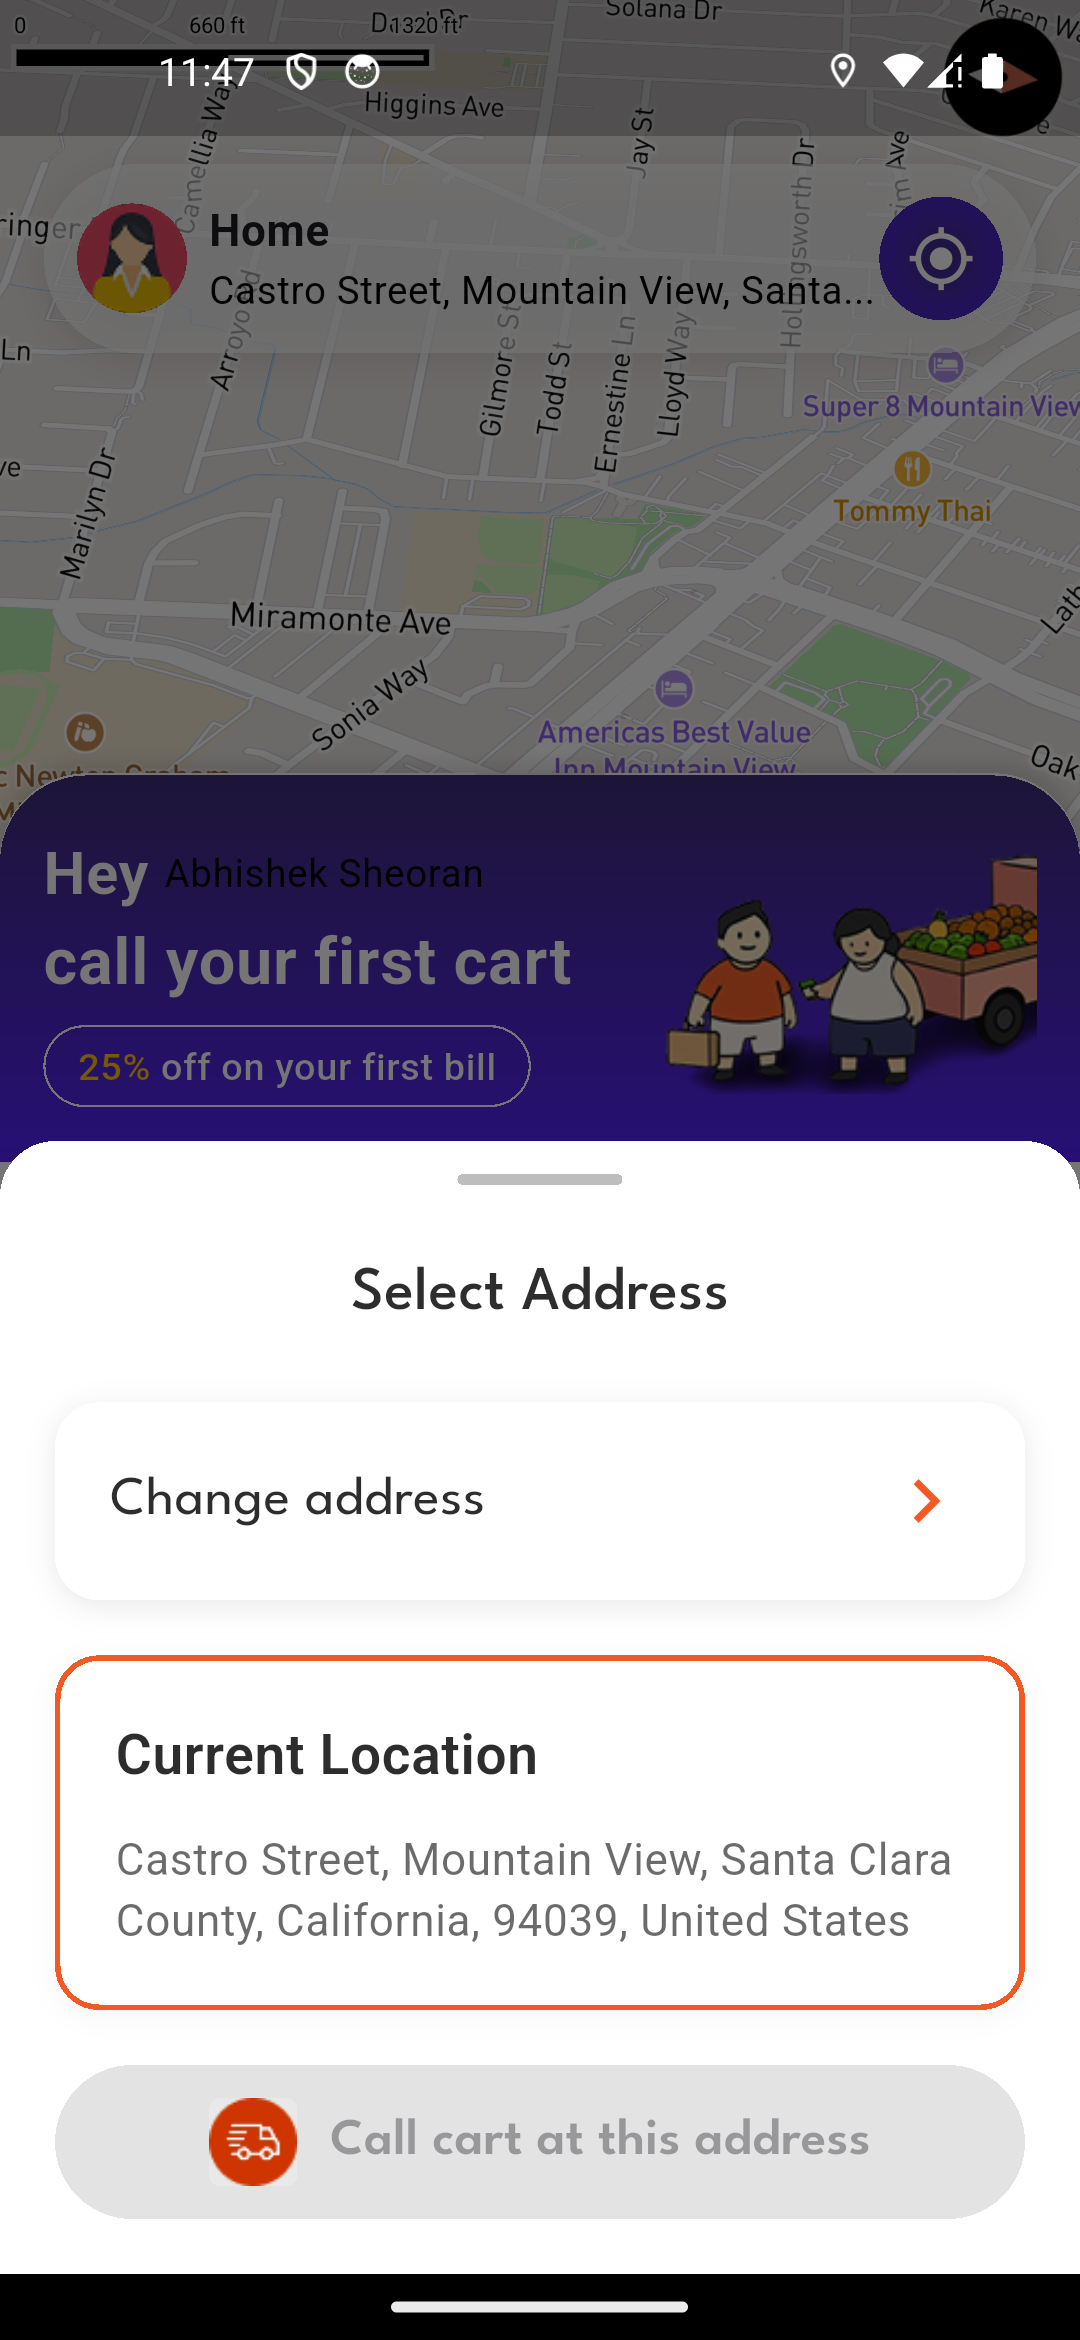 0 660 ft 1320 ft
Solana Dr
Karen
11:47
Higgins Ave
Camellia Way
Jay St
Home
Castro Street, Mountain View, Santa...
Hollingsworth Dr
Ave
Ln
Arroyo Rd
Gilmore St
Todd St
Ernestine Ln
Lloyd Way
Super 8 Mountain View
Marilyn Dr
Tommy Thai
Miramonte Ave
Sonia Way
Americas Best Value
Inn Mountain View
Oak
Hey Abhishek Sheoran
call your first cart
25% off on your first bill
Select Address
Change address
Current Location
Castro Street, Mountain View, Santa Clara
County, California, 94039, United States
Call cart at this address